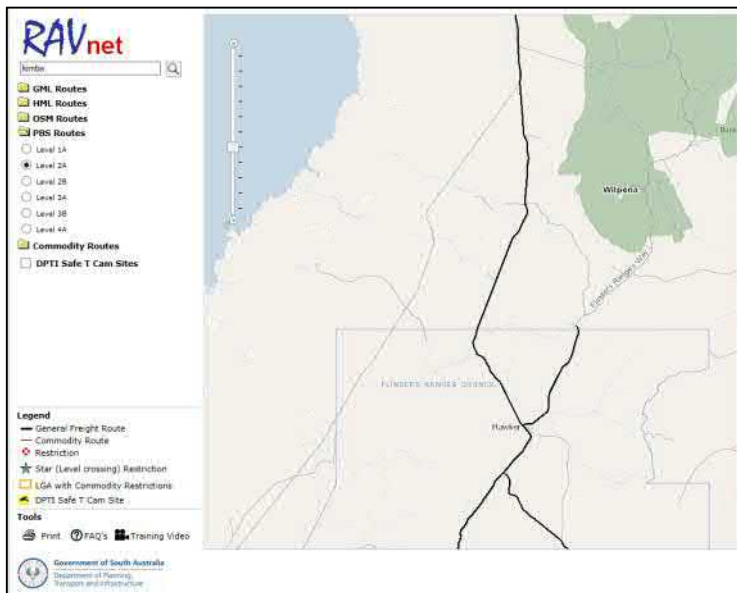 RAVnet
kimba
GML Routes
HML Routes
OSM Routes
PBS Routes
Level 1A
Level 2A
Level 2B
Level 3A
Level 3B
Level 4A
Commodity Routes
DPTI Safe T Cam Sites
Wilpena
Flinders Ranges Way
FLINDERS RANGES COUNCIL
Hawker
Legend
General Freight Route
Commodity Route
Restriction
Star (Level crossing) Restriction
LGA with Commodity Restrictions
DPTI Safe T Cam Site
Tools
Print FAQ's Training Video
Government of South Australia
Department of Planning,
Transport and Infrastructure